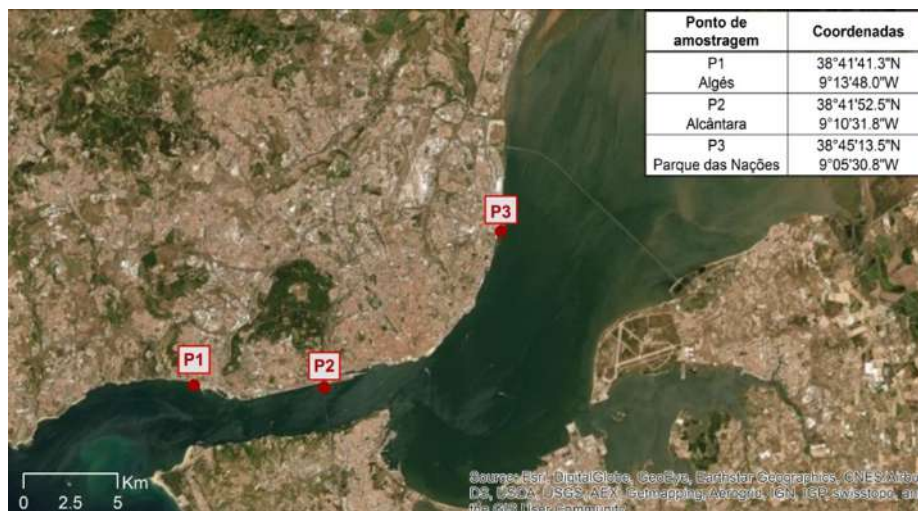 Ponto de amostragem Coordenadas
P1 38°41'41.3"N
Algés 9°13'48.0"W
P2 38°41'52.5"N
Alcântara 9°10'31.8"W
P3 38°45'13.5"N
Parque das Nações 9°05'30.8"W
P3
P1
P2
Km
0 2.5 5
Source: Esri, DigitalGlobe, GeoEye, Earthstar Geographics, CNES/Airbus
DS, USDA, USGS, AEX, Getmapping, Aerogrid, IGN, IGP, swisstopo, and
the GIS User Community